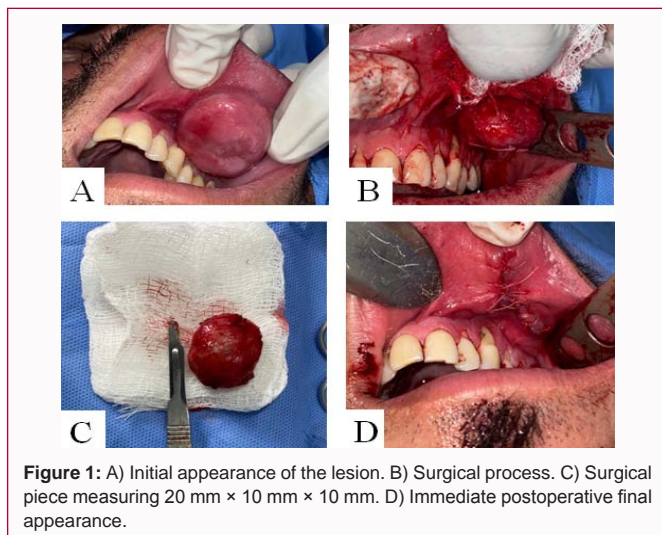 A
B
C
D
Figure 1: A) Initial appearance of the lesion. B) Surgical process. C) Surgical
piece measuring 20 mm × 10 mm × 10 mm. D) Immediate postoperative final
appearance.